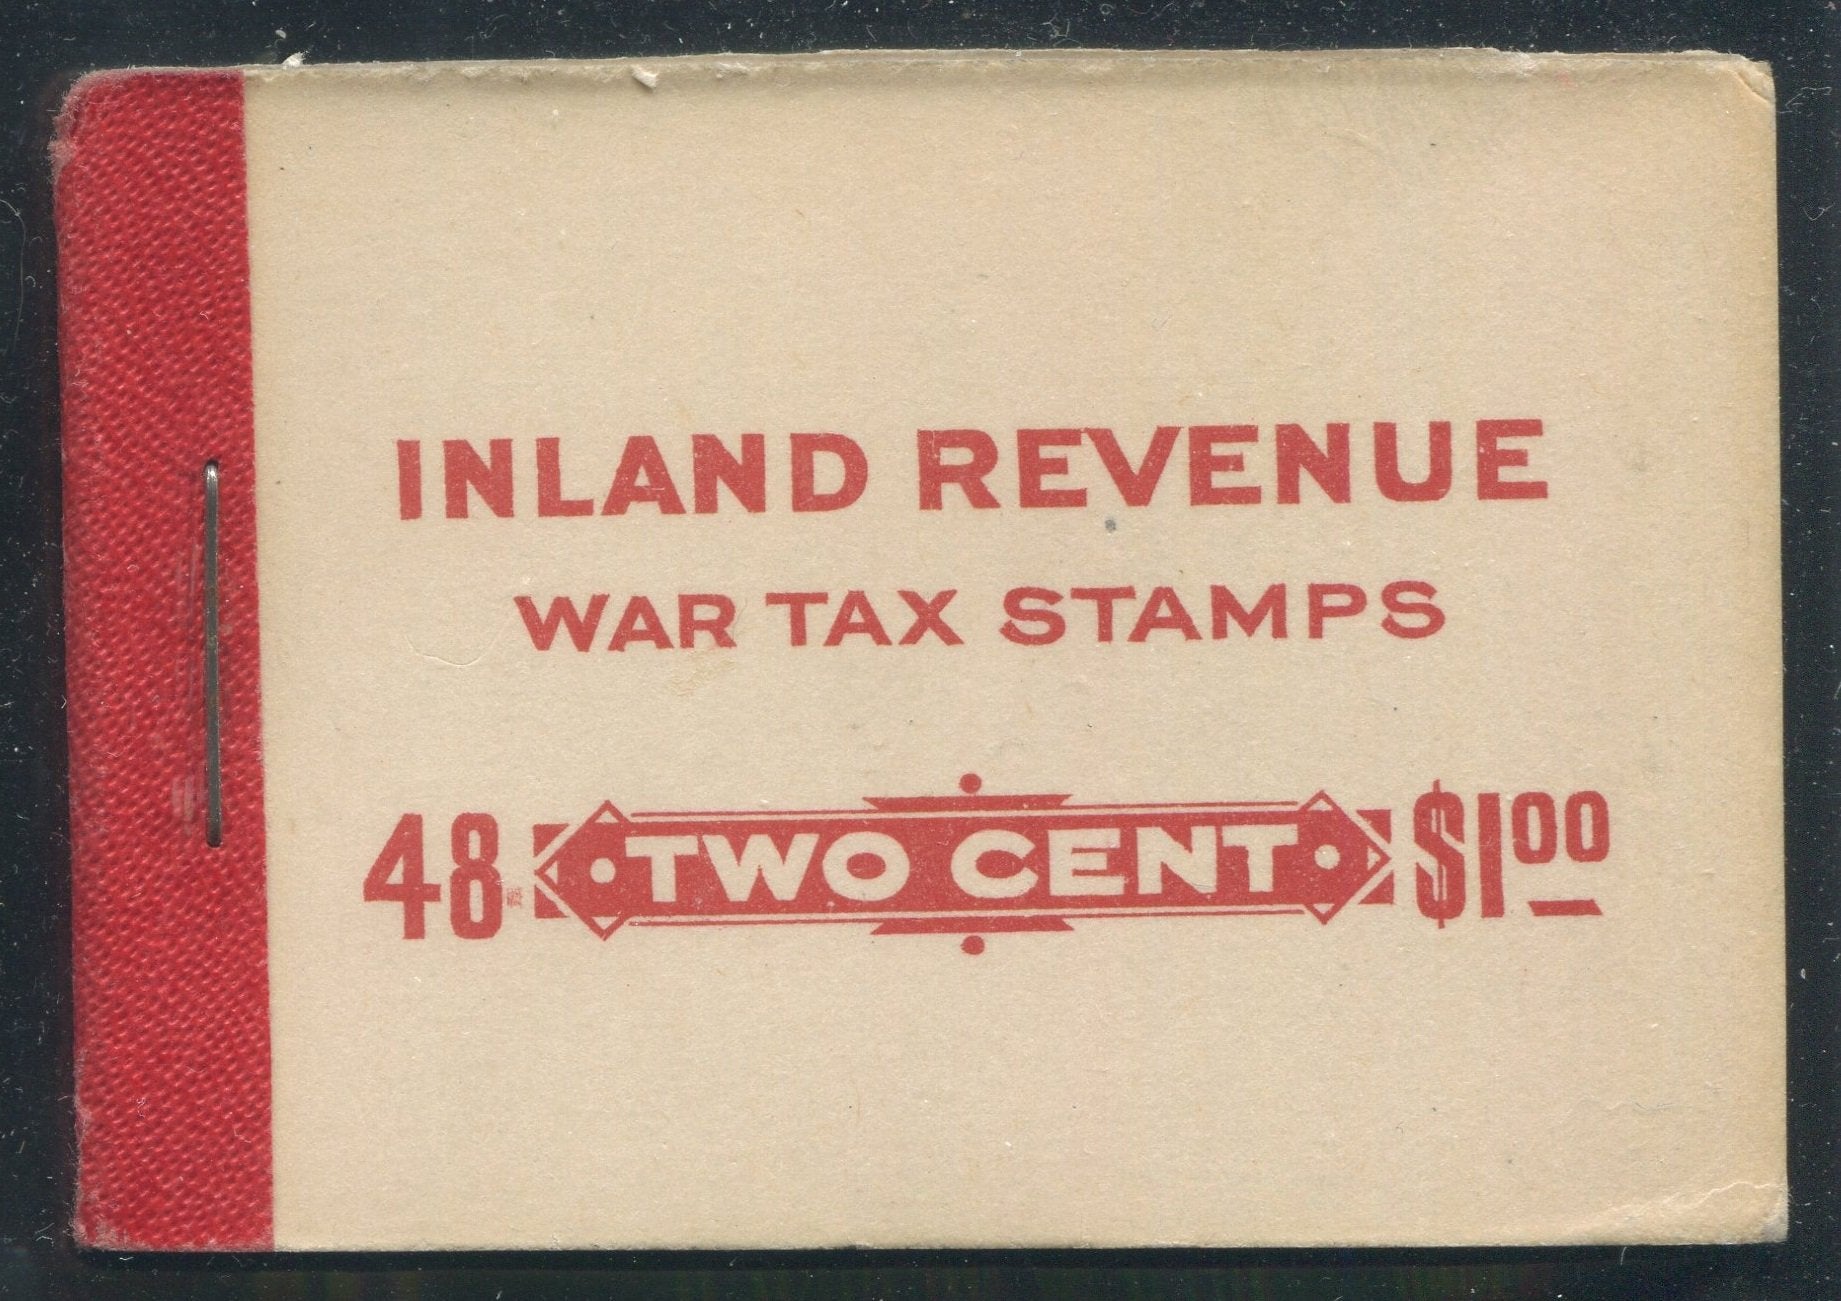 INLAND REVENUE
WAR TAX STAMPS
48 TWO CENT $1.00